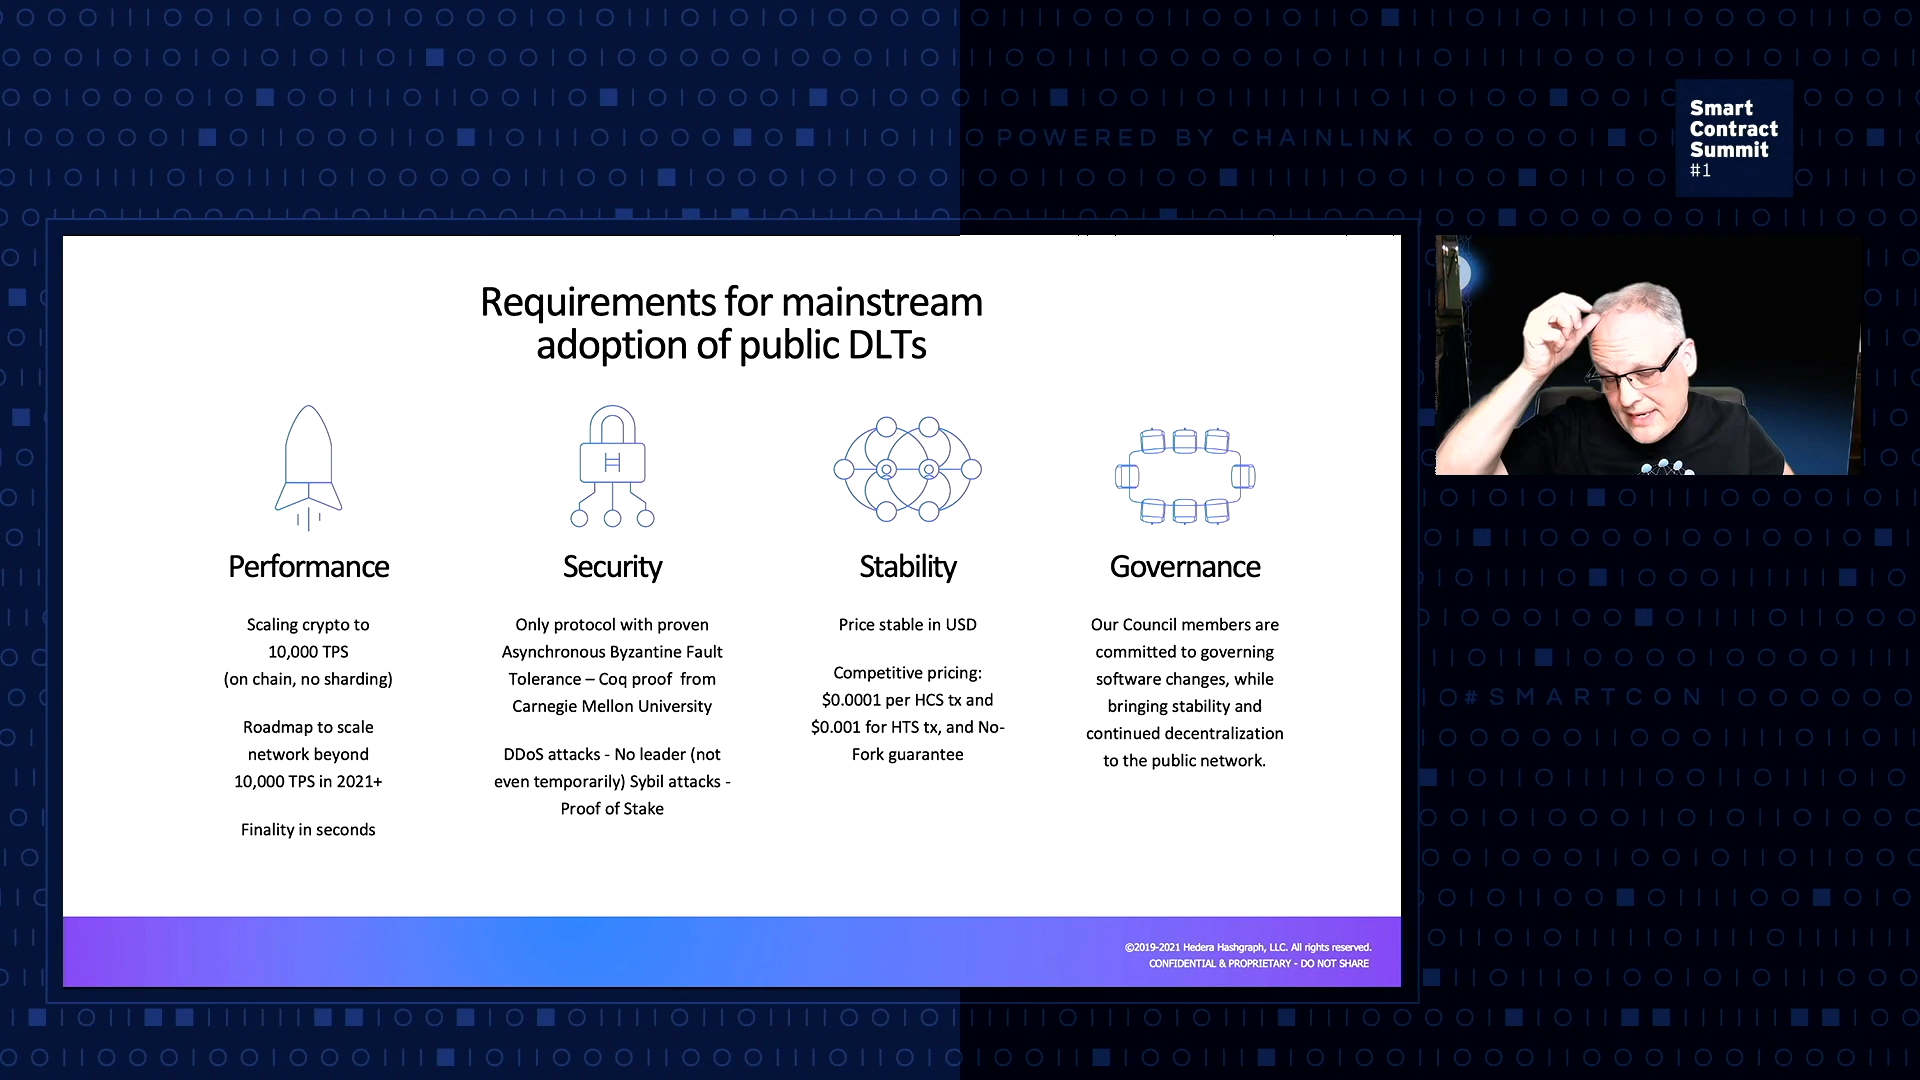 POWERED BY CHAINLINK
Smart
Contract
Summit
#1
Requirements for mainstream
adoption of public DLTs
Performance
Scaling crypto to
10,000 TPS
(on chain, no sharding)
Roadmap to scale
network beyond
10,000 TPS in 2021+
Finality in seconds
Security
Only protocol with proven
Asynchronous Byzantine Fault
Tolerance – Coq proof from
Carnegie Mellon University
DDoS attacks - No leader (not
even temporarily) Sybil attacks -
Proof of Stake
Stability
Price stable in USD
Competitive pricing:
$0.0001 per HCS tx and
$0.001 for HTS tx, and No-
Fork guarantee
Governance
Our Council members are
committed to governing
software changes, while
bringing stability and
continued decentralization
to the public network.
#SMARTCON
©2019-2021 Hedera Hashgraph, LLC. All rights reserved.
CONFIDENTIAL & PROPRIETARY - DO NOT SHARE